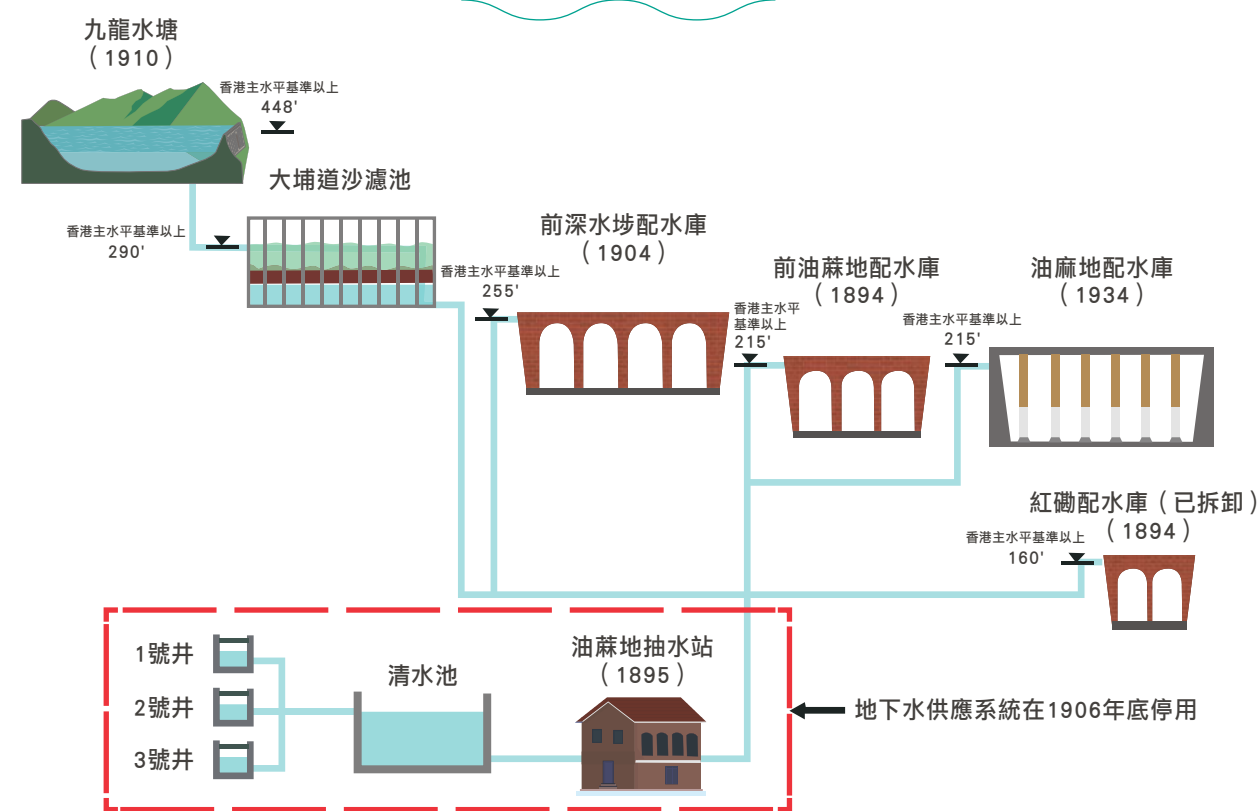 九龍水塘
（1910）
香港主水平基準以上
448'
大埔道沙濾池
香港主水平基準以上
290'
前深水埗配水庫
（1904）
香港主水平基準以上
255'
前油蔴地配水庫
（1894）
香港主水平
基準以上
215'
油麻地配水庫
（1934）
香港主水平基準以上
215'
紅磡配水庫（已拆卸）
（1894）
香港主水平基準以上
160'
1號井
2號井
3號井
清水池
油蔴地抽水站
（1895）
地下水供應系統在1906年底停用